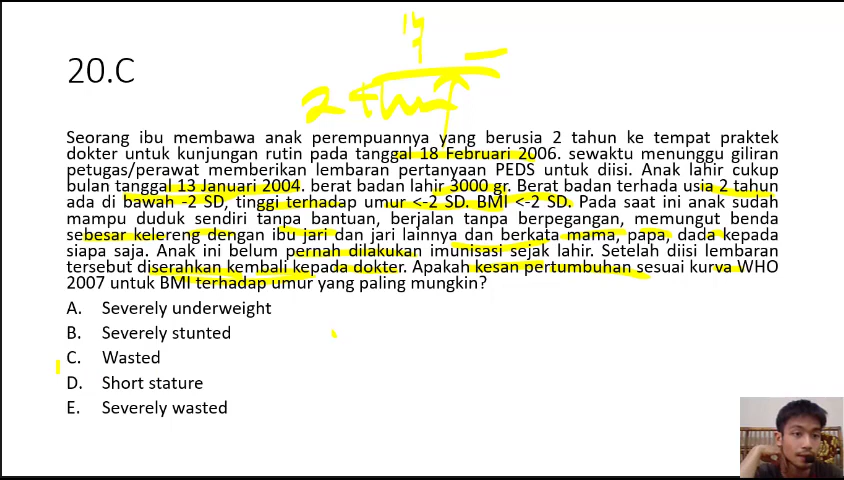 20.C
Seorang ibu membawa anak perempuannya yang berusia 2 tahun ke tempat praktek
dokter untuk kunjungan rutin pada tanggal 18 Februari 2006. sewaktu menunggu giliran
petugas/perawat memberikan lembaran pertanyaan PEDS untuk diisi. Anak lahir cukup
bulan tanggal 13 Januari 2004. berat badan lahir 3000 gr. Berat badan terhada usia 2 tahun
ada di bawah -2 SD, tinggi terhadap umur <-2 SD. BMI <-2 SD. Pada saat ini anak sudah
mampu duduk sendiri tanpa bantuan, berjalan tanpa berpegangan, memungut benda
sebesar kelereng dengan ibu jari dan jari lainnya dan berkata mama, papa, dada kepada
siapa saja. Anak ini belum pernah dilakukan imunisasi sejak lahir. Setelah diisi lembaran
tersebut diserahkan kembali kepada dokter. Apakah kesan pertumbuhan sesuai kurva WHO
2007 untuk BMI terhadap umur yang paling mungkin?
A. Severely underweight
B. Severely stunted
C. Wasted
D. Short stature
E. Severely wasted